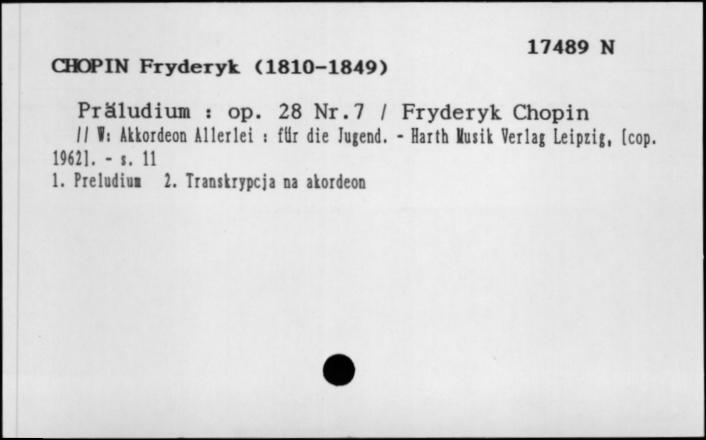 17489 N
CHOPIN Fryderyk (1810-1849)
Präludium : op. 28 Nr.7 / Fryderyk Chopin
// W: Akkordeon Allerlei : für die Jugend. - Harth Musik Verlag Leipzig, [cop.
1962]. - s. 11
1. Preludium 2. Transkrypcja na akordeon